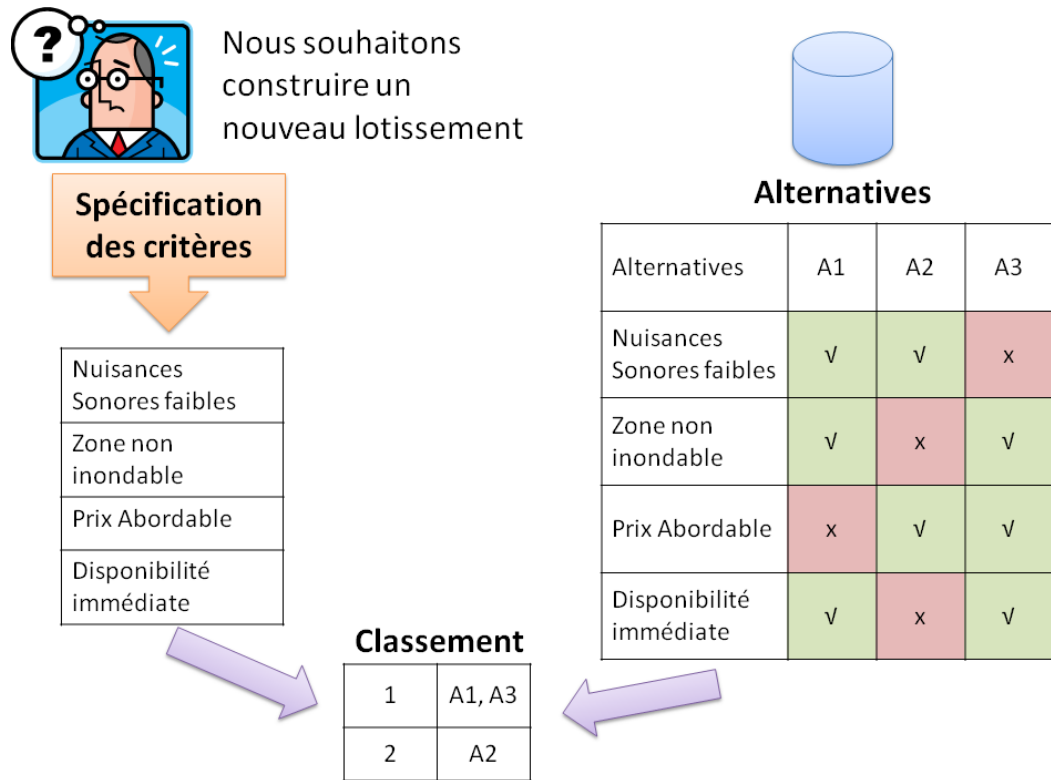 ?
Nous souhaitons
construire un
nouveau lotissement
Spécification
des critères
Nuisances
Sonores faibles
Zone non
inondable
Prix Abordable
Disponibilité
immédiate
Alternatives
Alternatives A1 A2 A3
Nuisances
Sonores faibles √ √ x
Zone non
inondable √ x √
Prix Abordable x √ √
Disponibilité
immédiate √ x √
Classement
1 A1, A3
2 A2